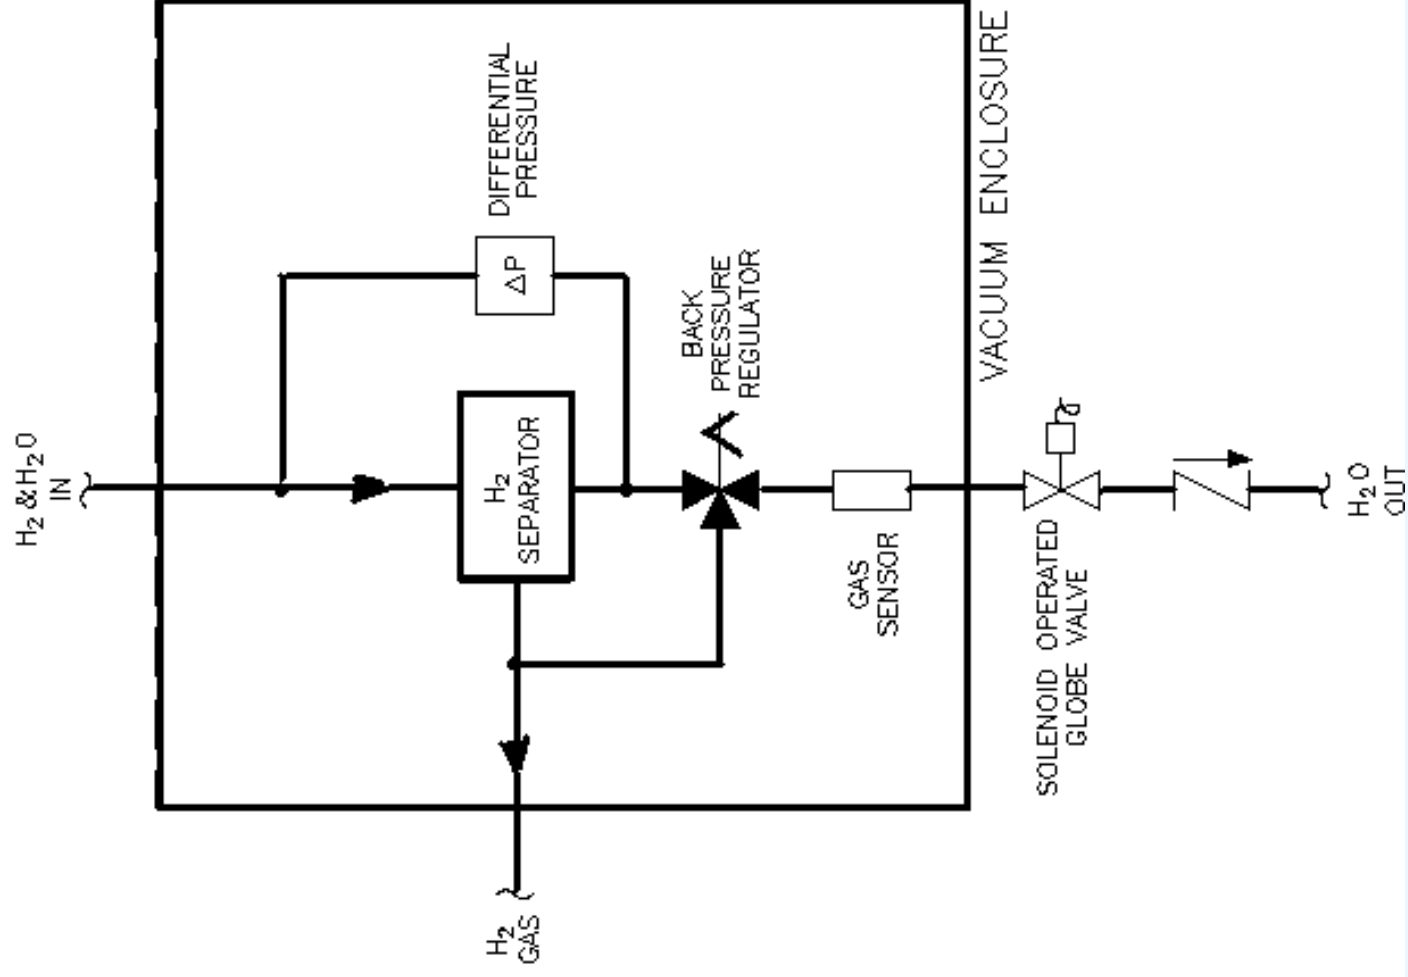 H₂ & H₂O
IN
DIFFERENTIAL
PRESSURE
ΔP
H₂
SEPARATOR
BACK
PRESSURE
REGULATOR
VACUUM ENCLOSURE
GAS
SENSOR
SOLENOID OPERATED
GLOBE VALVE
H₂
GAS
H₂O
OUT